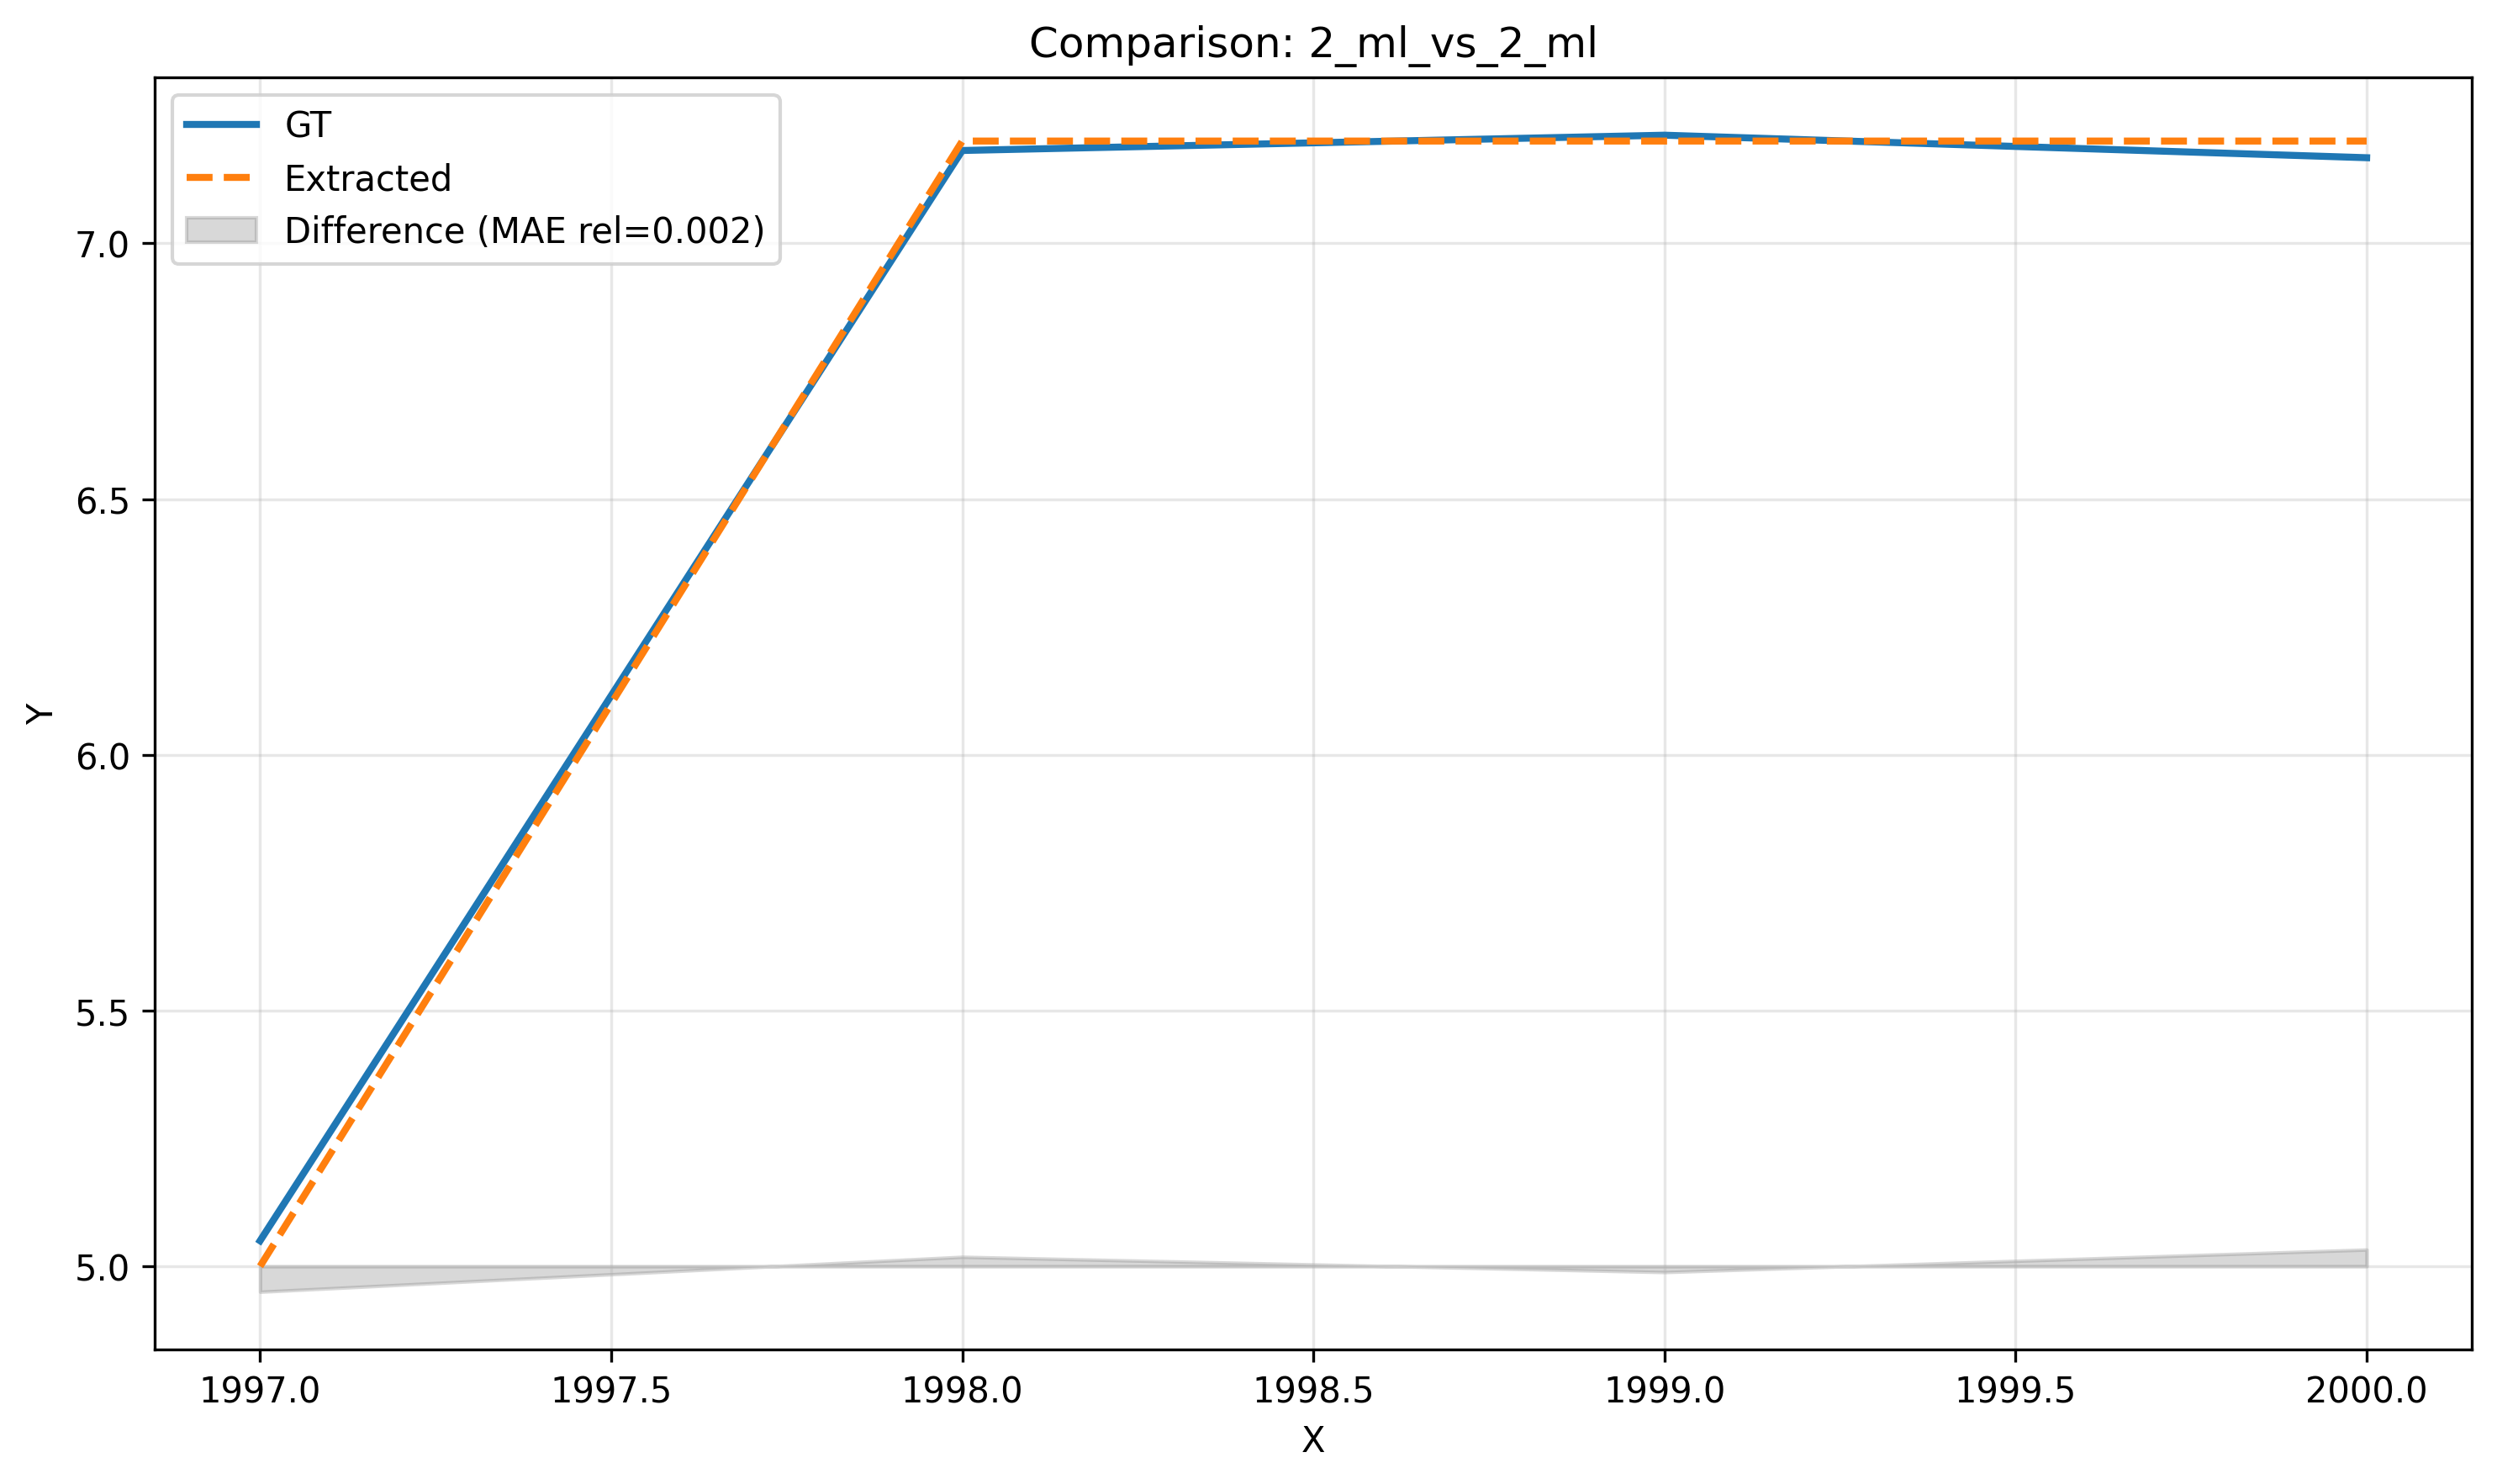 Comparison: 2_ml_vs_2_ml
GT
Extracted
Difference (MAE rel=0.002)
7.0
6.5
6.0
5.5
5.0
Y
1997.0
1997.5
1998.0
1998.5
1999.0
1999.5
2000.0
X